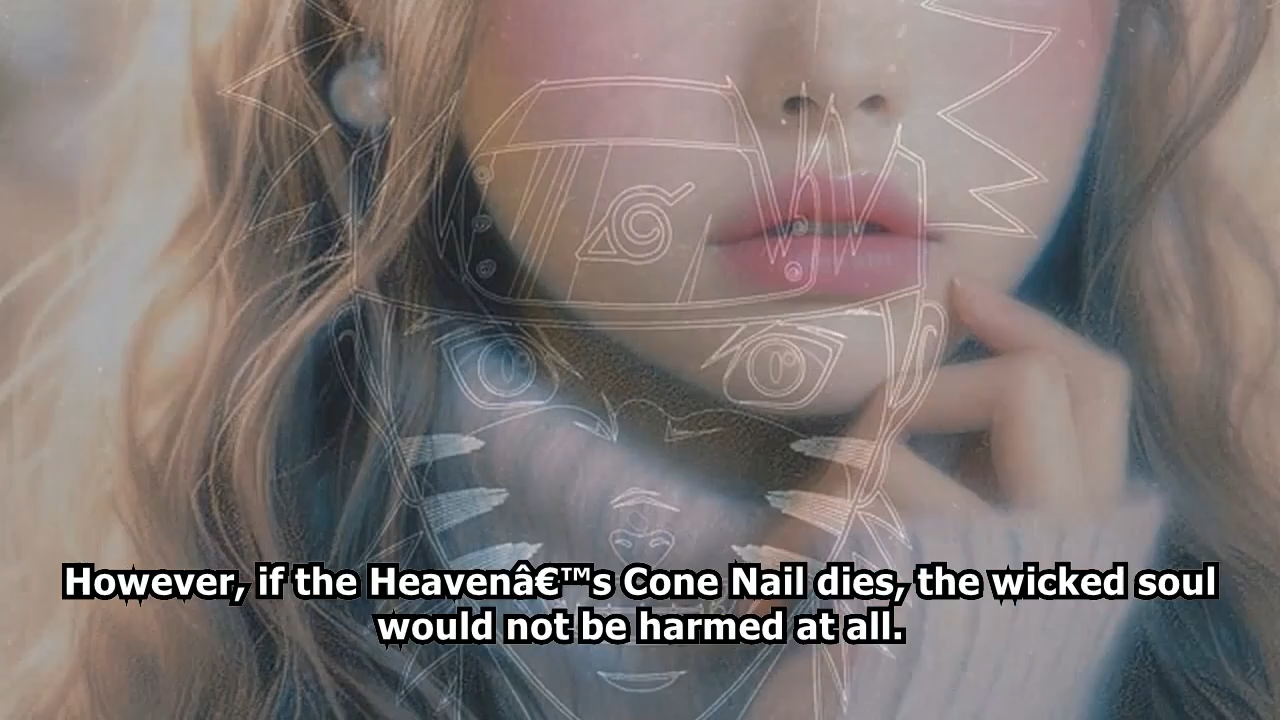 However, if the Heavenâ€™s Cone Nail dies, the wicked soul
would not be harmed at all.